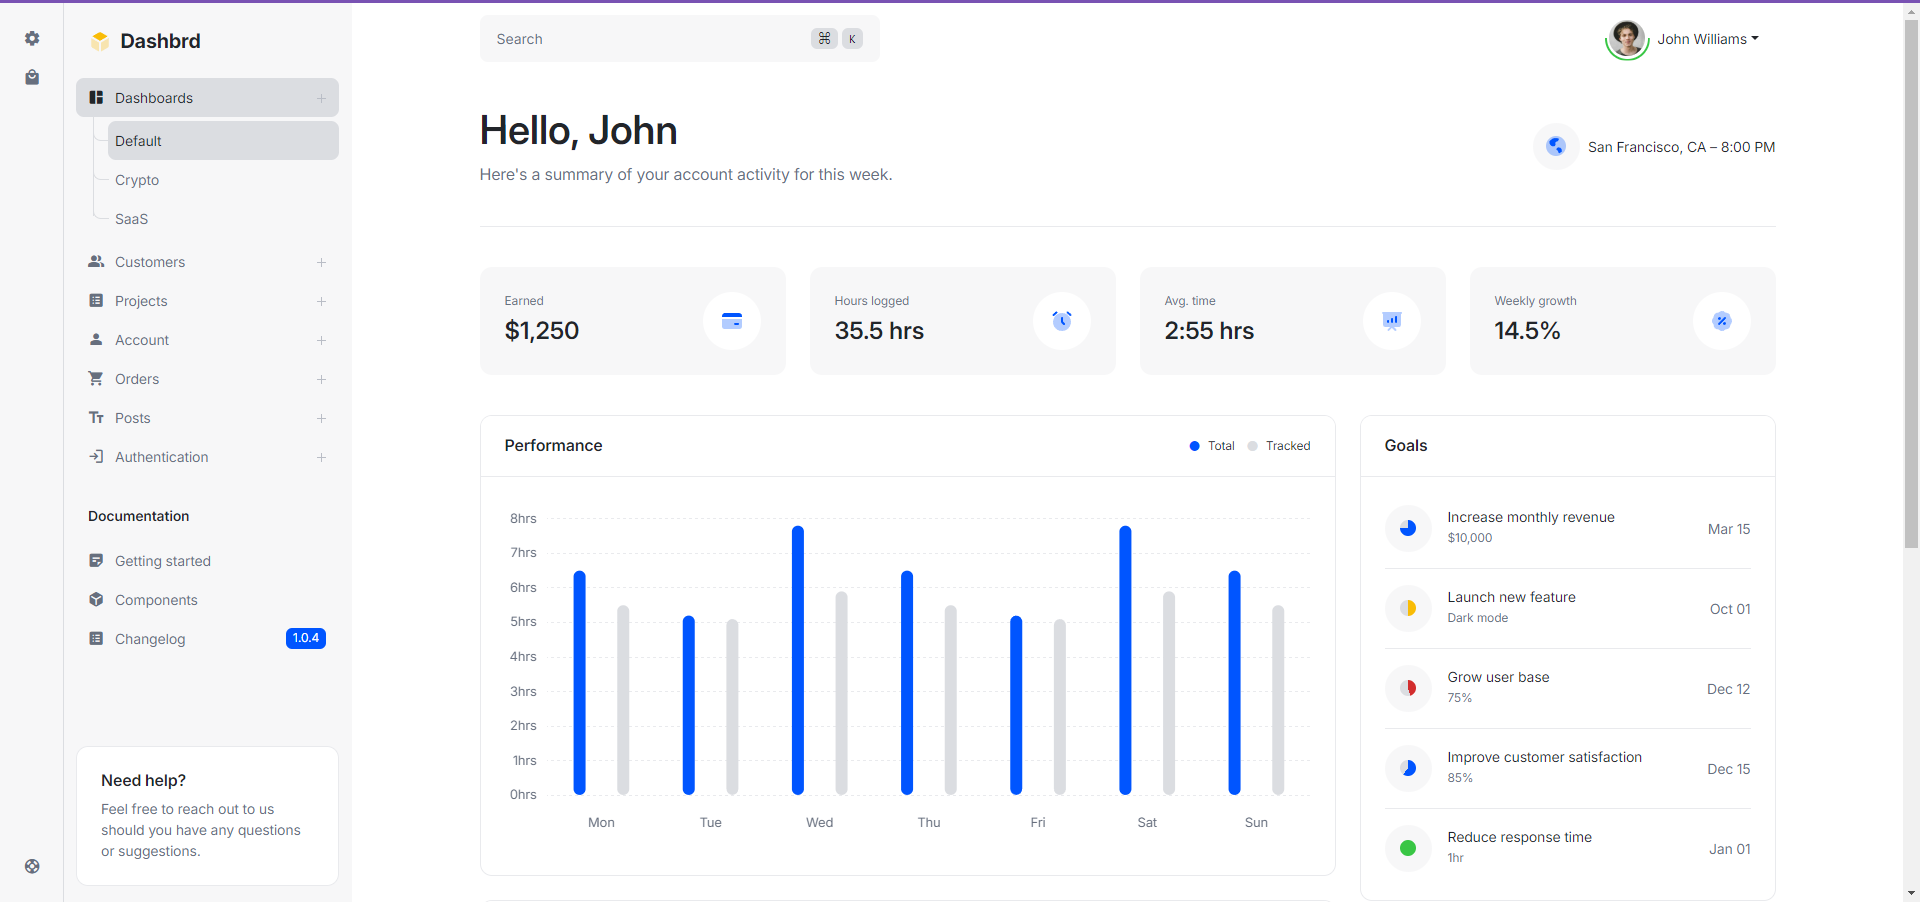 Dashbrd
Dashboards
Default
Crypto
SaaS
Customers
Projects
Account
Orders
Posts
Authentication
Documentation
Getting started
Components
Changelog 1.0.4
Need help?
Feel free to reach out to us
should you have any questions
or suggestions.
Search ⌘ K
John Williams
Hello, John
Here's a summary of your account activity for this week.
San Francisco, CA – 8:00 PM
Earned
$1,250
Hours logged
35.5 hrs
Avg. time
2:55 hrs
Weekly growth
14.5%
Performance
Total Tracked
8hrs
7hrs
6hrs
5hrs
4hrs
3hrs
2hrs
1hrs
0hrs
Mon Tue Wed Thu Fri Sat Sun
Goals
Increase monthly revenue
$10,000
Mar 15
Launch new feature
Dark mode
Oct 01
Grow user base
75%
Dec 12
Improve customer satisfaction
85%
Dec 15
Reduce response time
1hr
Jan 01